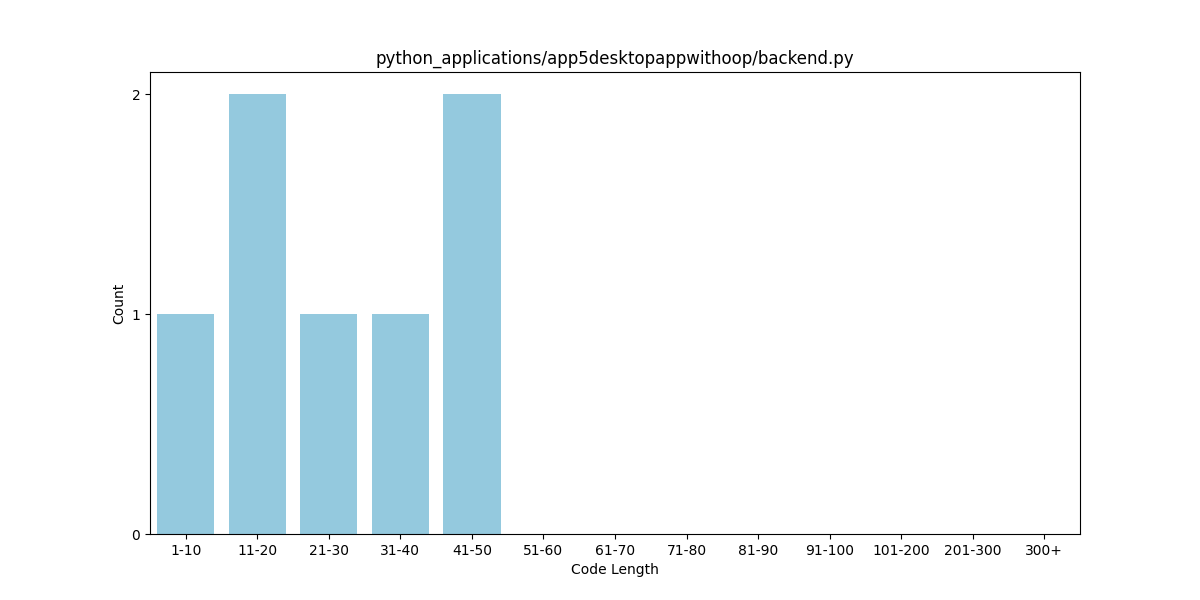 python_applications/app5desktopappwithoop/backend.py
Count
2
1
0
1-10 11-20 21-30 31-40 41-50 51-60 61-70 71-80 81-90 91-100 101-200 201-300 300+
Code Length